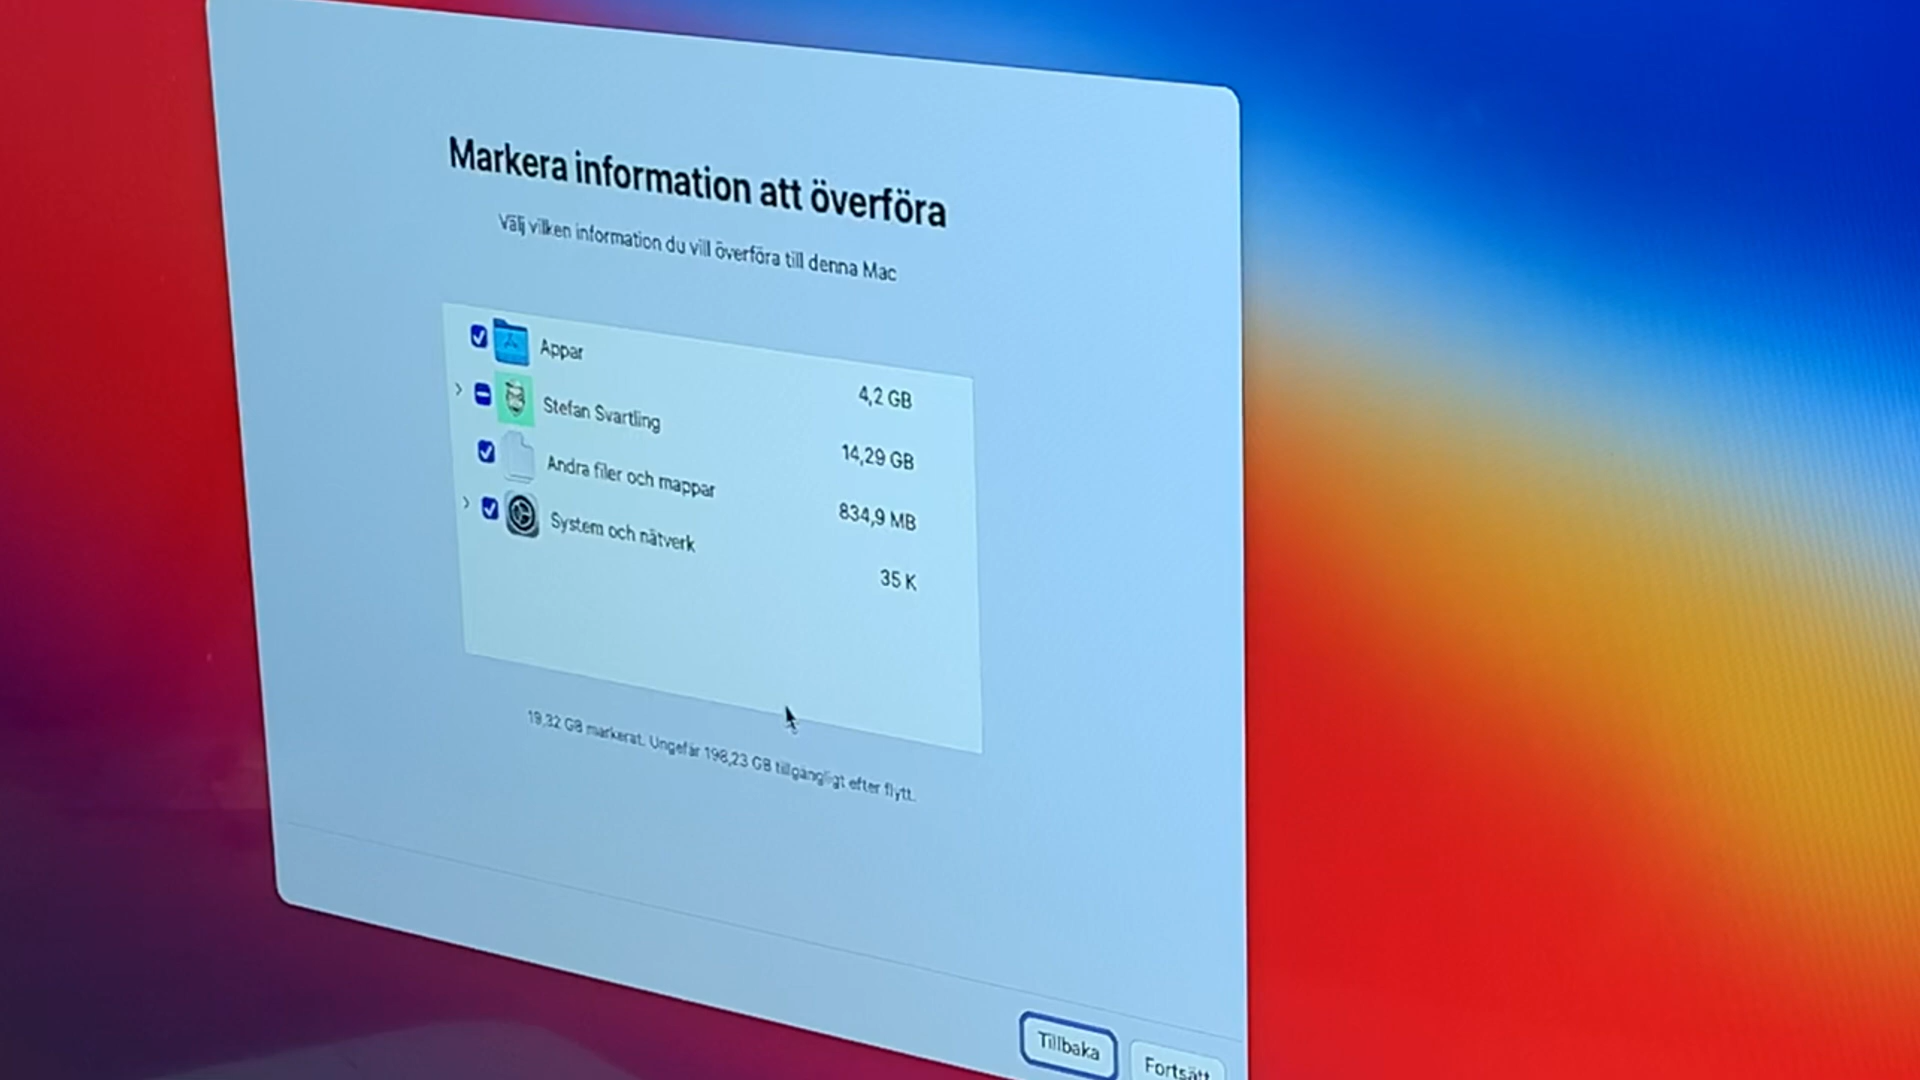 Markera information att överföra
Välj vilken information du vill överföra till denna Mac
Appar 4,2 GB
Stefan Svartling 14,29 GB
Andra filer och mappar 834,9 MB
System och nätverk 35 K
19,32 GB markerat. Ungefär 198,23 GB tillgängligt efter flytt.
Tillbaka Fortsätt